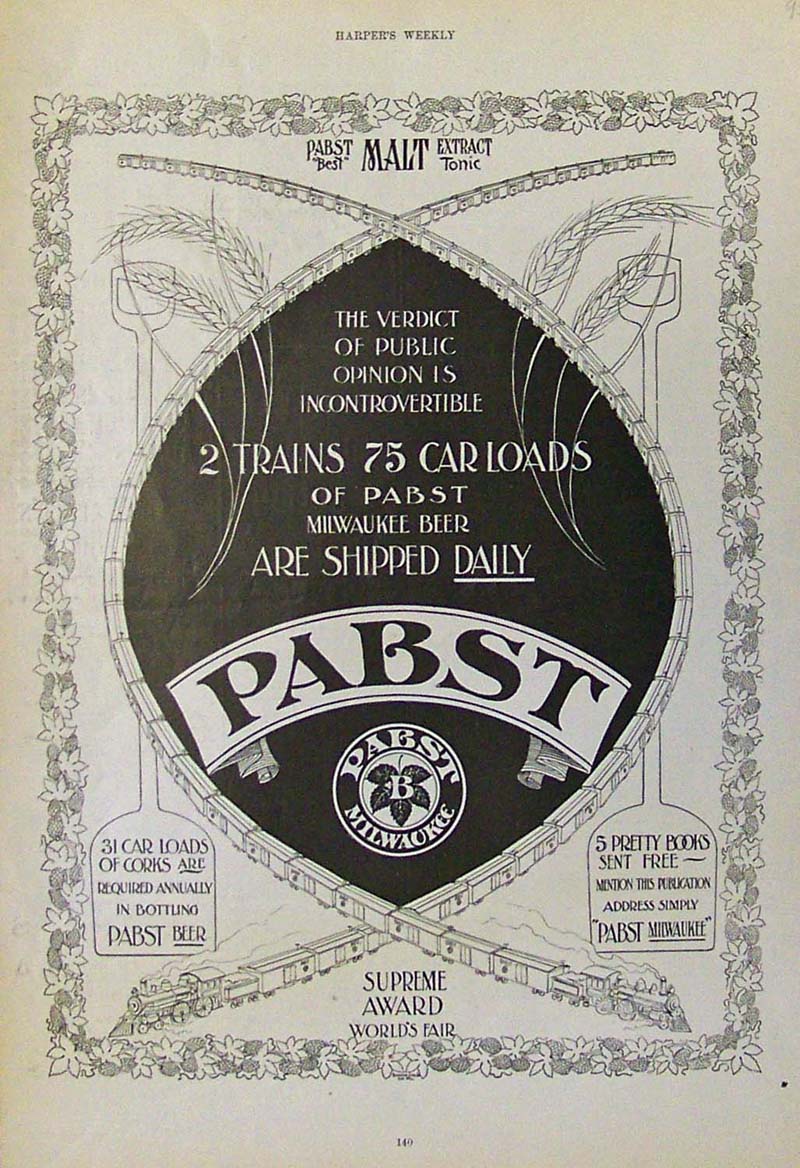 HARPER'S WEEKLY
PABST "Best" MALT EXTRACT Tonic
THE VERDICT
OF PUBLIC
OPINION IS
INCONTROVERTIBLE
2 TRAINS 75 CAR LOADS
OF PABST
MILWAUKEE BEER
ARE SHIPPED DAILY
PABST
PABST
B
MILWAUKEE
31 CAR LOADS
OF CORKS ARE
REQUIRED ANNUALLY
IN BOTTLING
PABST BEER
5 PRETTY BOOKS
SENT FREE —
MENTION THIS PUBLICATION
ADDRESS SIMPLY
"PABST MILWAUKEE"
SUPREME
AWARD
WORLD'S FAIR
140